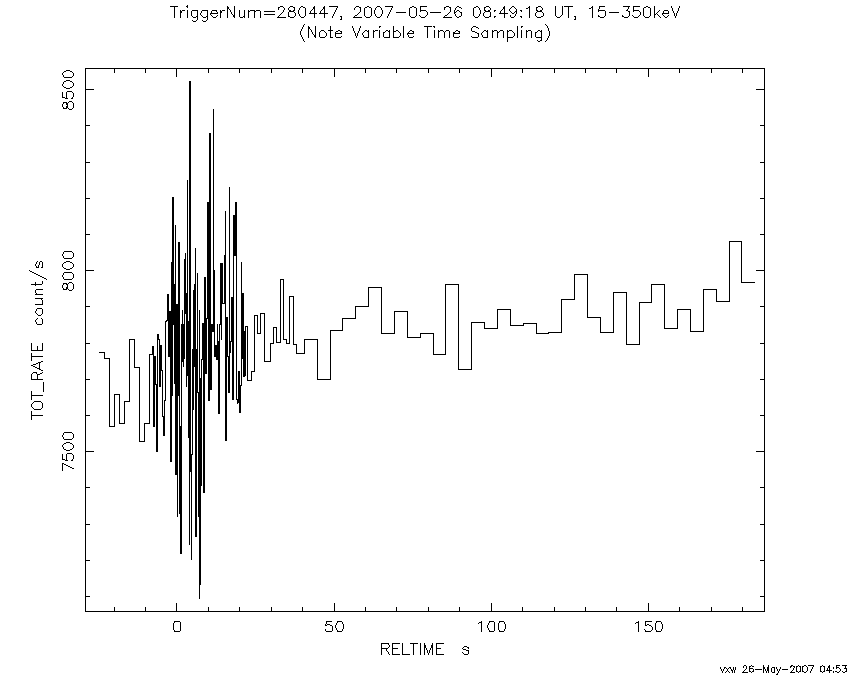 TriggerNum=280447, 2007-05-26 08:49:18 UT, 15-350keV
(Note Variable Time Sampling)
8500
8000
7500
TOT_RATE count/s
0 50 100 150
RELTIME s
vxw 26-May-2007 04:53